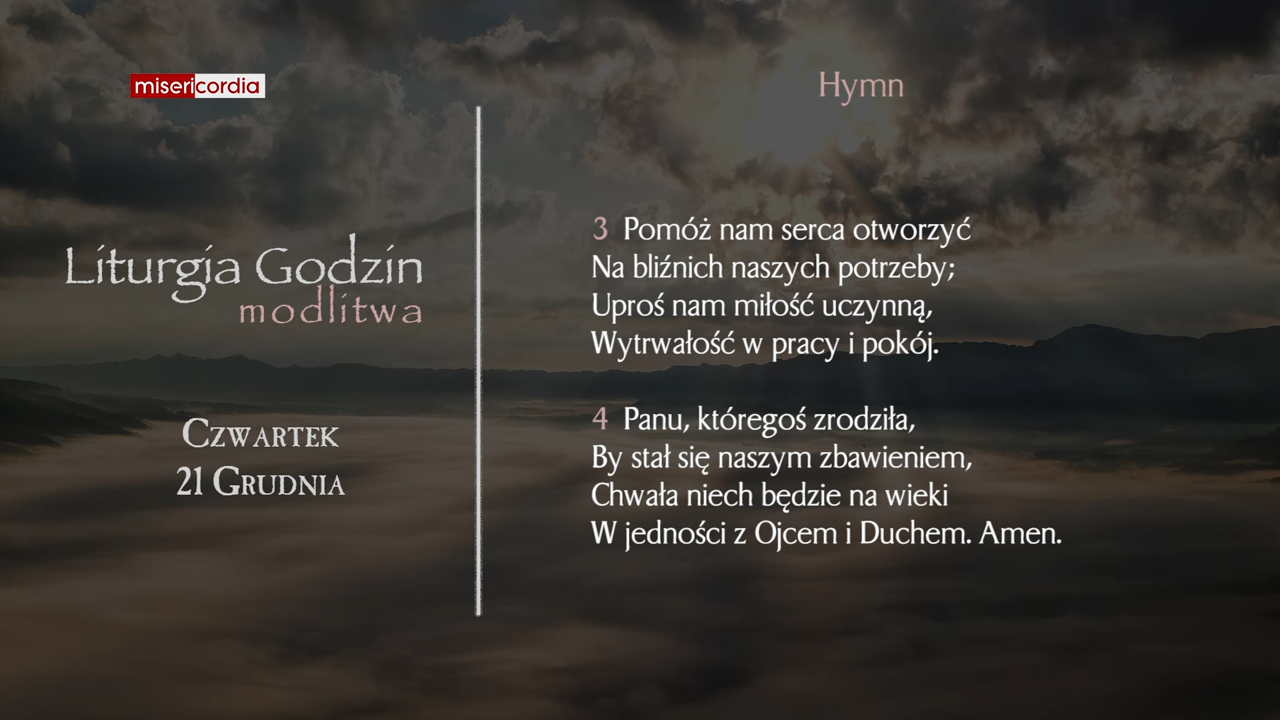 misericordia
Liturgia Godzin
modlitwa
Czwartek
21 Grudnia
Hymn
3 Pomóż nam serca otworzyć
Na bliźnich naszych potrzeby;
Uproś nam miłość uczynną,
Wytrwałość w pracy i pokój.
4 Panu, któregoś zrodziła,
By stał się naszym zbawieniem,
Chwała niech będzie na wieki
W jedności z Ojcem i Duchem. Amen.